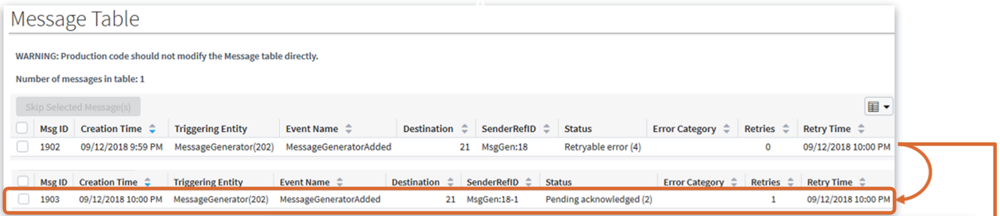 Message Table
WARNING: Production code should not modify the Message table directly.
Number of messages in table: 1
Skip Selected Message(s)
Msg ID Creation Time Triggering Entity Event Name Destination SenderRefID Status Error Category Retries Retry Time
1902 09/12/2018 9:59 PM MessageGenerator(202) MessageGeneratorAdded 21 MsgGen:18 Retryable error (4) 0 09/12/2018 10:00 PM
Msg ID Creation Time Triggering Entity Event Name Destination SenderRefID Status Error Category Retries Retry Time
1903 09/12/2018 10:00 PM MessageGenerator(202) MessageGeneratorAdded 21 MsgGen:18-1 Pending acknowledged (2) 1 09/12/2018 10:00 PM